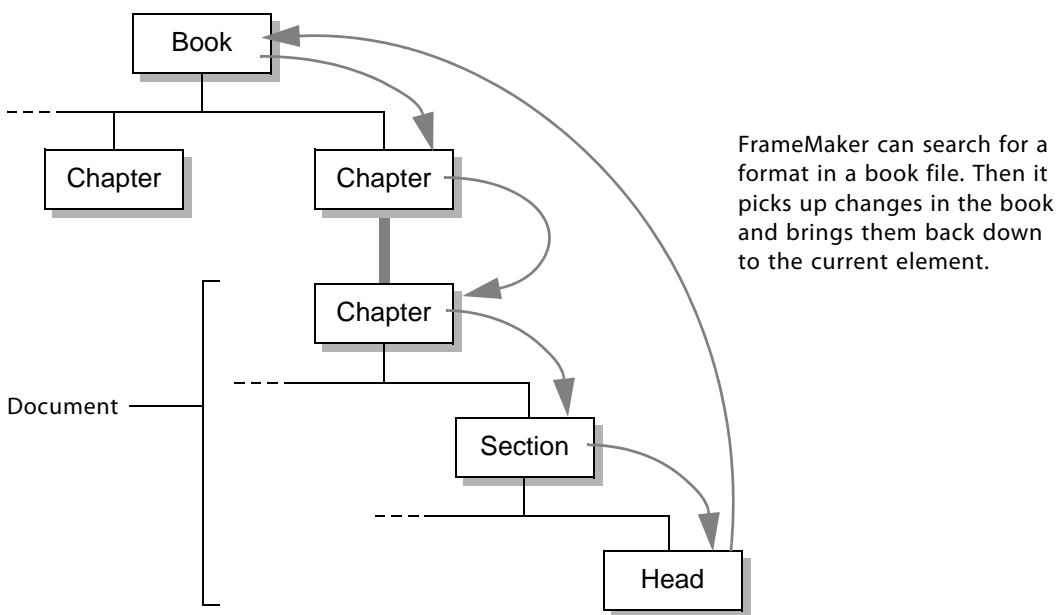 Book
Chapter
Chapter
FrameMaker can search for a
format in a book file. Then it
picks up changes in the book
and brings them back down
to the current element.
Chapter
Document
Section
Head